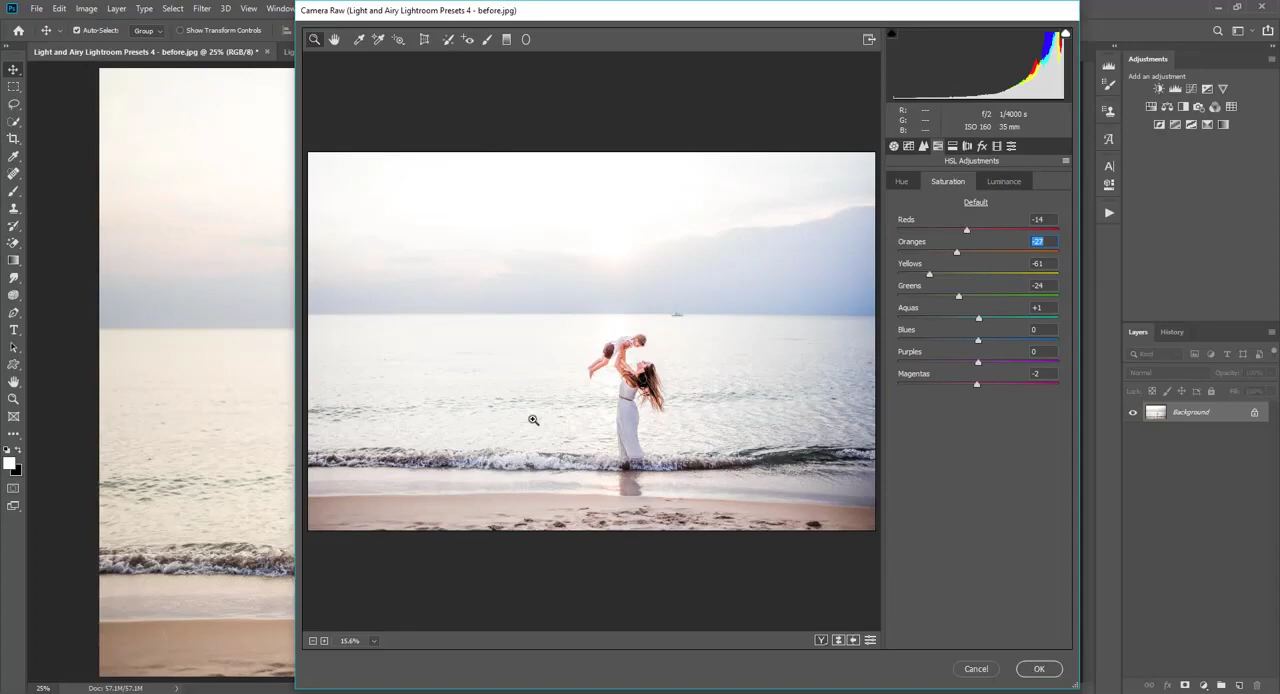 File Edit Image Layer Type Select Filter 3D View Window
Camera Raw (Light and Airy Lightroom Presets 4 - before.jpg)
Auto-Select: Group Show Transform Controls
Light and Airy Lightroom Presets 4 - before.jpg @ 25% (RGB/8) *
R: ---
G: ---
B: ---
f/2 1/4000 s
ISO 160 35 mm
HSL Adjustments
Hue Saturation Luminance
Default
Reds -14
Oranges -27
Yellows -61
Greens -24
Aquas +1
Blues 0
Purples 0
Magentas -2
15.6%
Y
Cancel OK
Adjustments
Add an adjustment
Layers History
Kind
Normal Opacity: 100%
Lock: Fill: 100%
Background
25% Doc: 57.1M/57.1M